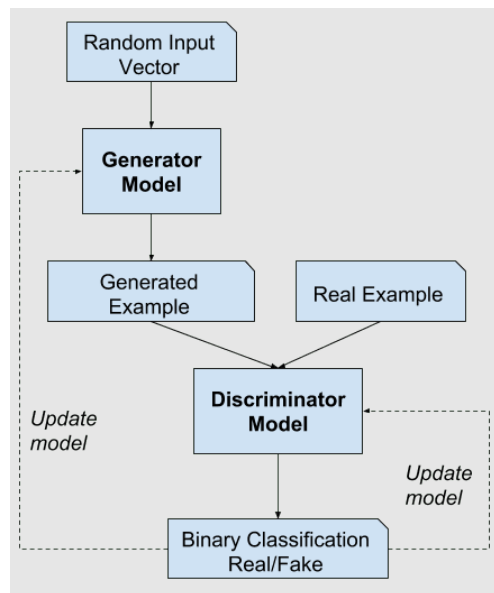 Random Input
Vector
Generator
Model
Generated
Example
Real Example
Discriminator
Model
Update
model
Update
model
Binary Classification
Real/Fake